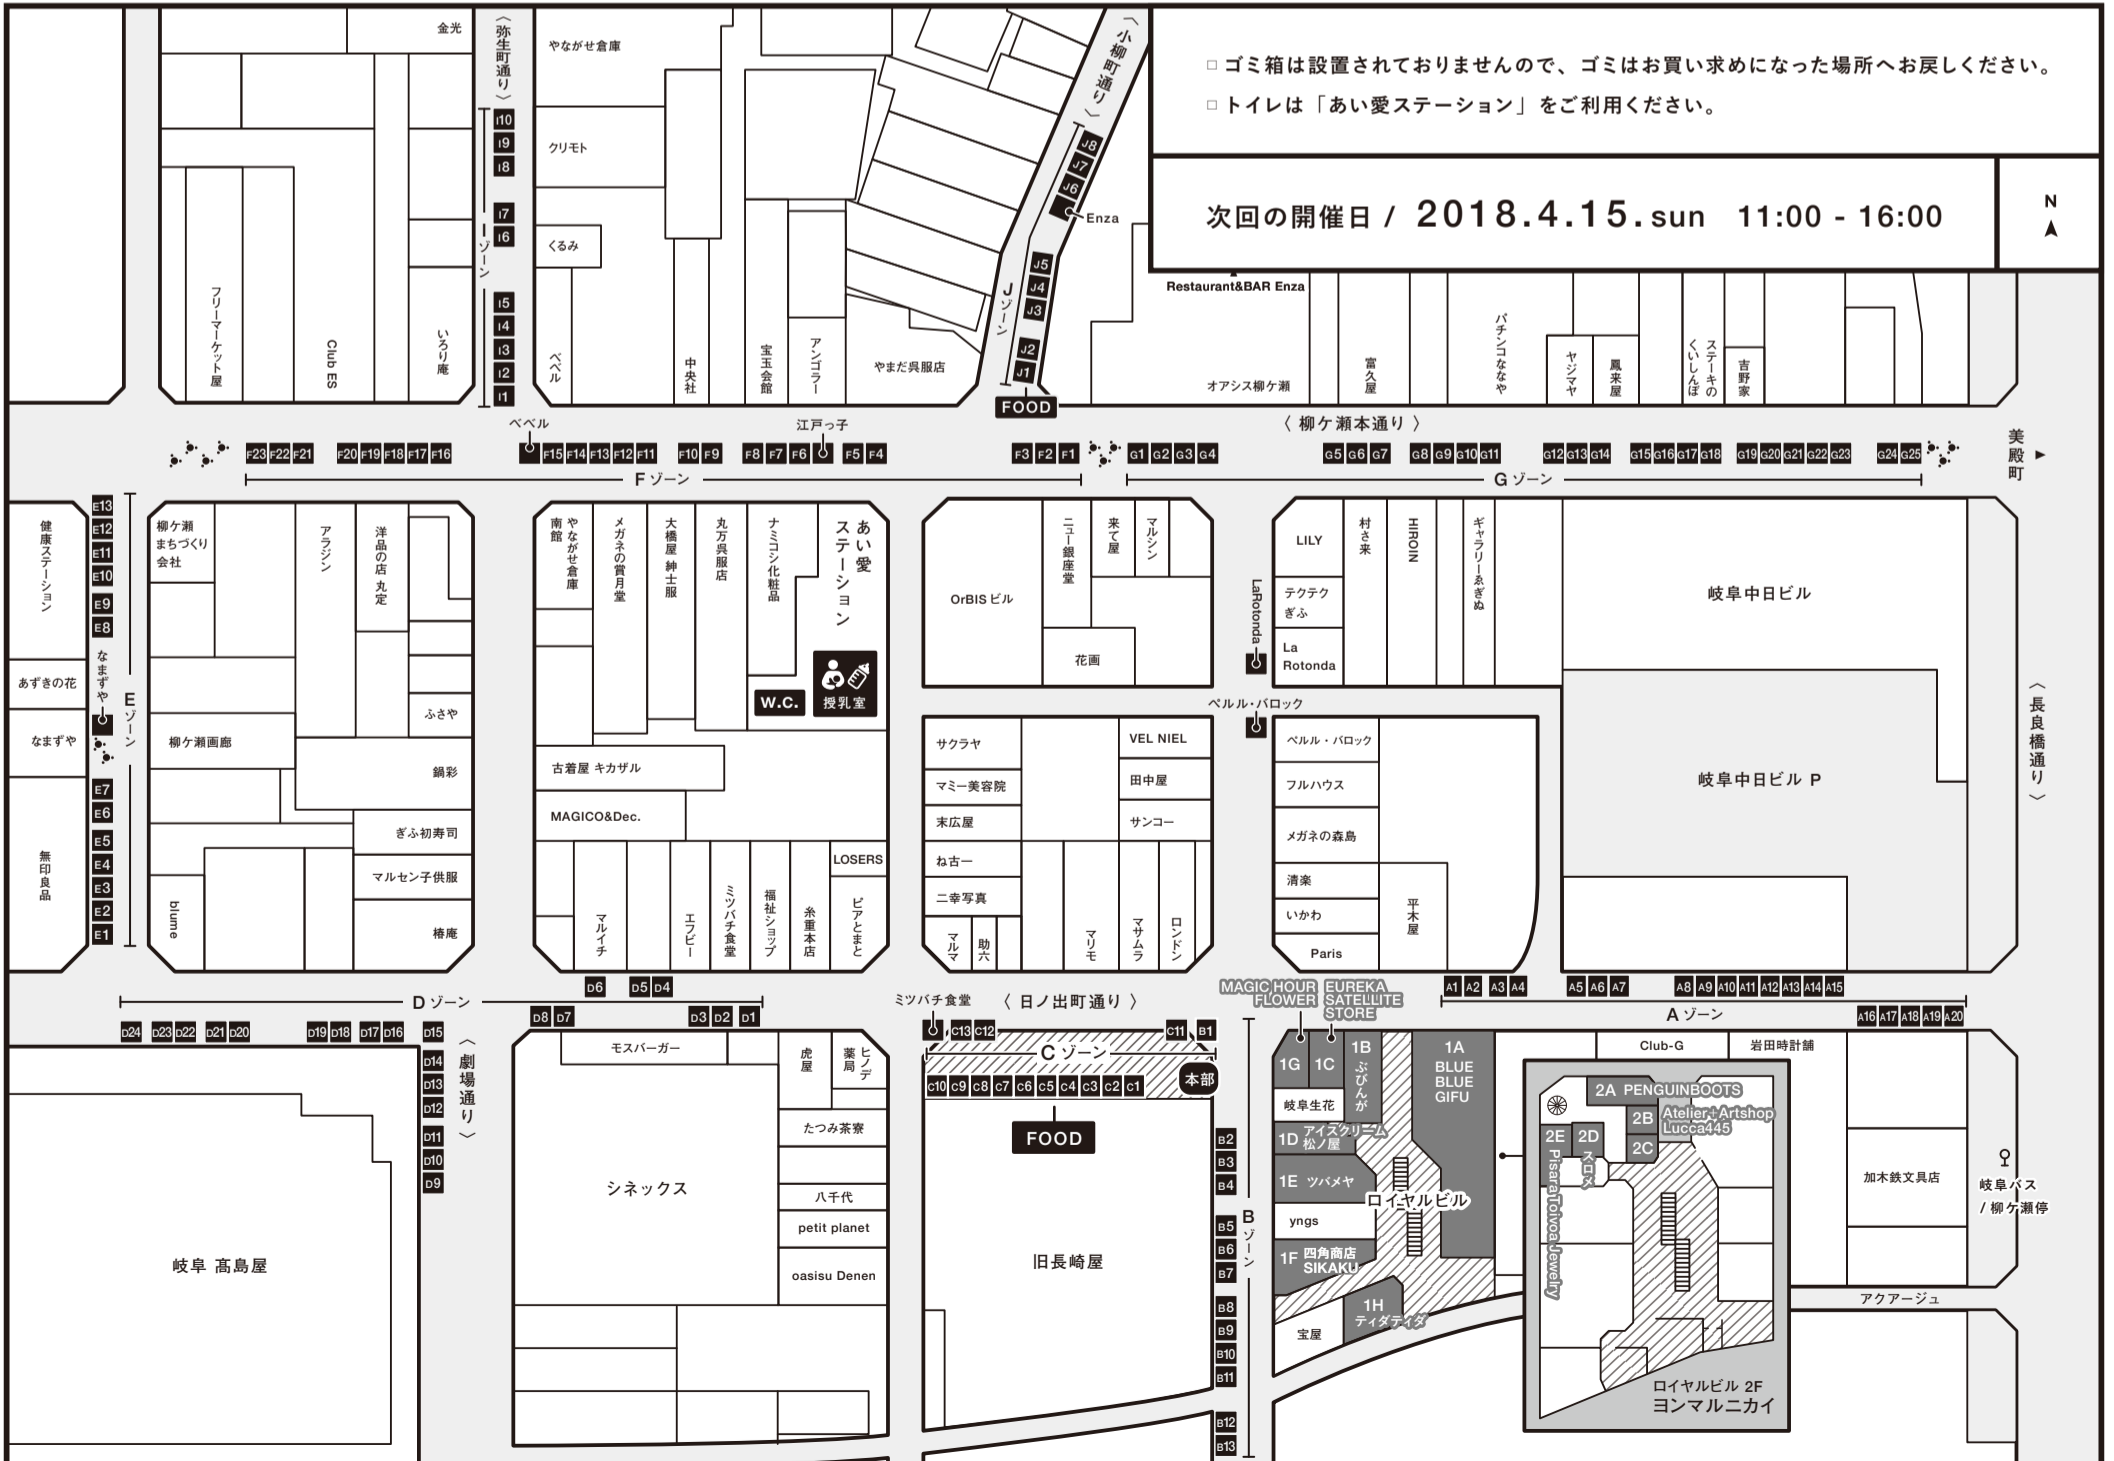 □ ゴミ箱は設置されておりませんので、ゴミはお買い求めになった場所へお戻しください。
□ トイレは「あい愛ステーション」をご利用ください。
次回の開催日 / 2018.4.15.sun 11:00 - 16:00
N
金光
〈弥生町通り〉
やながせ倉庫
〈小柳町通り〉
I10
I9
I8
I7
I6
Iゾーン
I5
I4
I3
I2
I1
クリモト
くるみ
フリーマーケット屋
Club ES
いろり庵
べべル
中央社
宝玉会館
アンゴラー
やまだ呉服店
J8
J7
J6
Enza
J5
J4
J3
J2
J1
Jゾーン
FOOD
Restaurant&BAR Enza
オアシス柳ケ瀬
富久屋
パチンコななや
ヤジマヤ
鳳来屋
ステーキの
くいしんぼ
吉野家
〈 柳ケ瀬本通り 〉
美殿町
べべル
江戸っ子
F23 F22 F21 F20 F19 F18 F17 F16 F15 F14 F13 F12 F11 F10 F9 F8 F7 F6 F5 F4 F3 F2 F1
G1 G2 G3 G4 G5 G6 G7 G8 G9 G10 G11 G12 G13 G14 G15 G16 G17 G18 G19 G20 G21 G22 G23 G24 G25
F ゾーン
G ゾーン
E13
E12
E11
E10
E9
E8
なまずや
Eゾーン
E7
E6
E5
E4
E3
E2
E1
健康ステーション
あずきの花
なまずや
無印良品
柳ケ瀬
まちづくり
会社
アラジン
洋品の店 丸定
ふさや
柳ケ瀬画廊
鍋彩
ぎふ初寿司
マルセン子供服
椿庵
blume
やながせ倉庫
南館
メガネの賞月堂
大橋屋 紳士服
丸万呉服店
ナミコシ化粧品
あい愛
ステーション
W.C.
授乳室
古着屋 キカザル
MAGICO&Dec.
マルイチ
エフビー
ミツバチ食堂
福祉ショップ
糸重本店
LOSERS
ピアとまと
OrBIS ビル
ニュー銀座堂
来て屋
マルシン
花画
サクラヤ
マミー美容院
末広屋
ね古一
二幸写真
マルマ
助六
マリモ
VEL NIEL
田中屋
サンコー
マサムラ
ロンドン
LaRotonda
ペルル・バロック
LILY
テクテク
ぎふ
La
Rotonda
村さ来
HIROIN
ギャラリーゑぎぬ
岐阜中日ビル
岐阜中日ビル P
〈長良橋通り〉
ペルル・バロック
フルハウス
メガネの森島
清楽
いかわ
Paris
平木屋
D6 D5 D4
D ゾーン
D8 D7 D3 D2 D1
D24 D23 D22 D21 D20 D19 D18 D17 D16 D15
D14
D13
D12
D11
D10
D9
〈劇場通り〉
ミツバチ食堂
〈 日ノ出町通り 〉
MAGIC HOUR
FLOWER
EUREKA
SATELLITE
STORE
A1 A2 A3 A4 A5 A6 A7 A8 A9 A10 A11 A12 A13 A14 A15
A ゾーン
A16 A17 A18 A19 A20
C13 C12 C11 B1
C ゾーン
C10 C9 C8 C7 C6 C5 C4 C3 C2 C1
本部
FOOD
岐阜 髙島屋
モスバーガー
虎屋
ヒノデ
薬局
たつみ茶寮
八千代
petit planet
oasisu Denen
シネックス
旧長崎屋
B2
B3
B4
B5
B6
B7
B8
B9
B10
B11
B12
B13
Bゾーン
1G
1C
1B
ぶびんが
1A
BLUE
BLUE
GIFU
岐阜生花
1D アイスクリーム
松ノ屋
1E ツバメヤ
ロイヤルビル
yngs
1F 四角商店
SIKAKU
1H
ティダティダ
宝屋
Club-G
岩田時計舗
2A PENGUINBOOTS
2B
Atelier+Artshop
Lucca445
2C
2E
2D
スロメ
PisaraToivoa Jewelry
ロイヤルビル 2F
ヨンマルニカイ
加木鉄文具店
岐阜バス
/ 柳ケ瀬停
アクアージュ